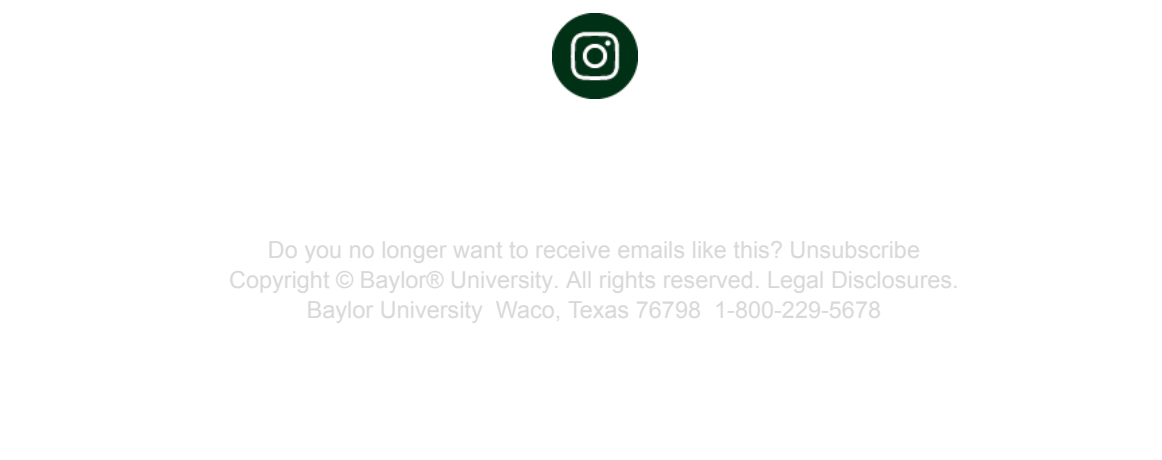 Do you no longer want to receive emails like this? Unsubscribe
Copyright © Baylor® University. All rights reserved. Legal Disclosures.
Baylor University  Waco, Texas 76798  1-800-229-5678